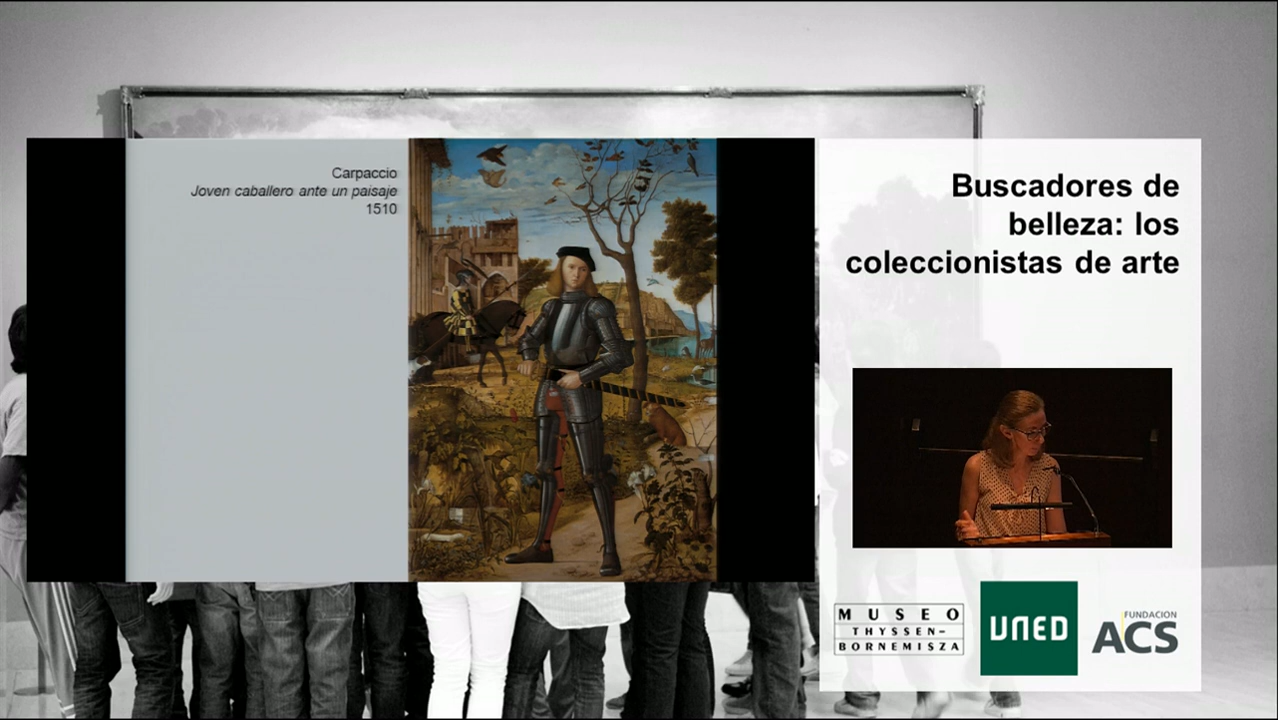 Carpaccio
Joven caballero ante un paisaje
1510
Buscadores de
belleza: los
coleccionistas de arte
MUSEO
THYSSEN-
BORNEMISZA
UNED
FUNDACION
ACS